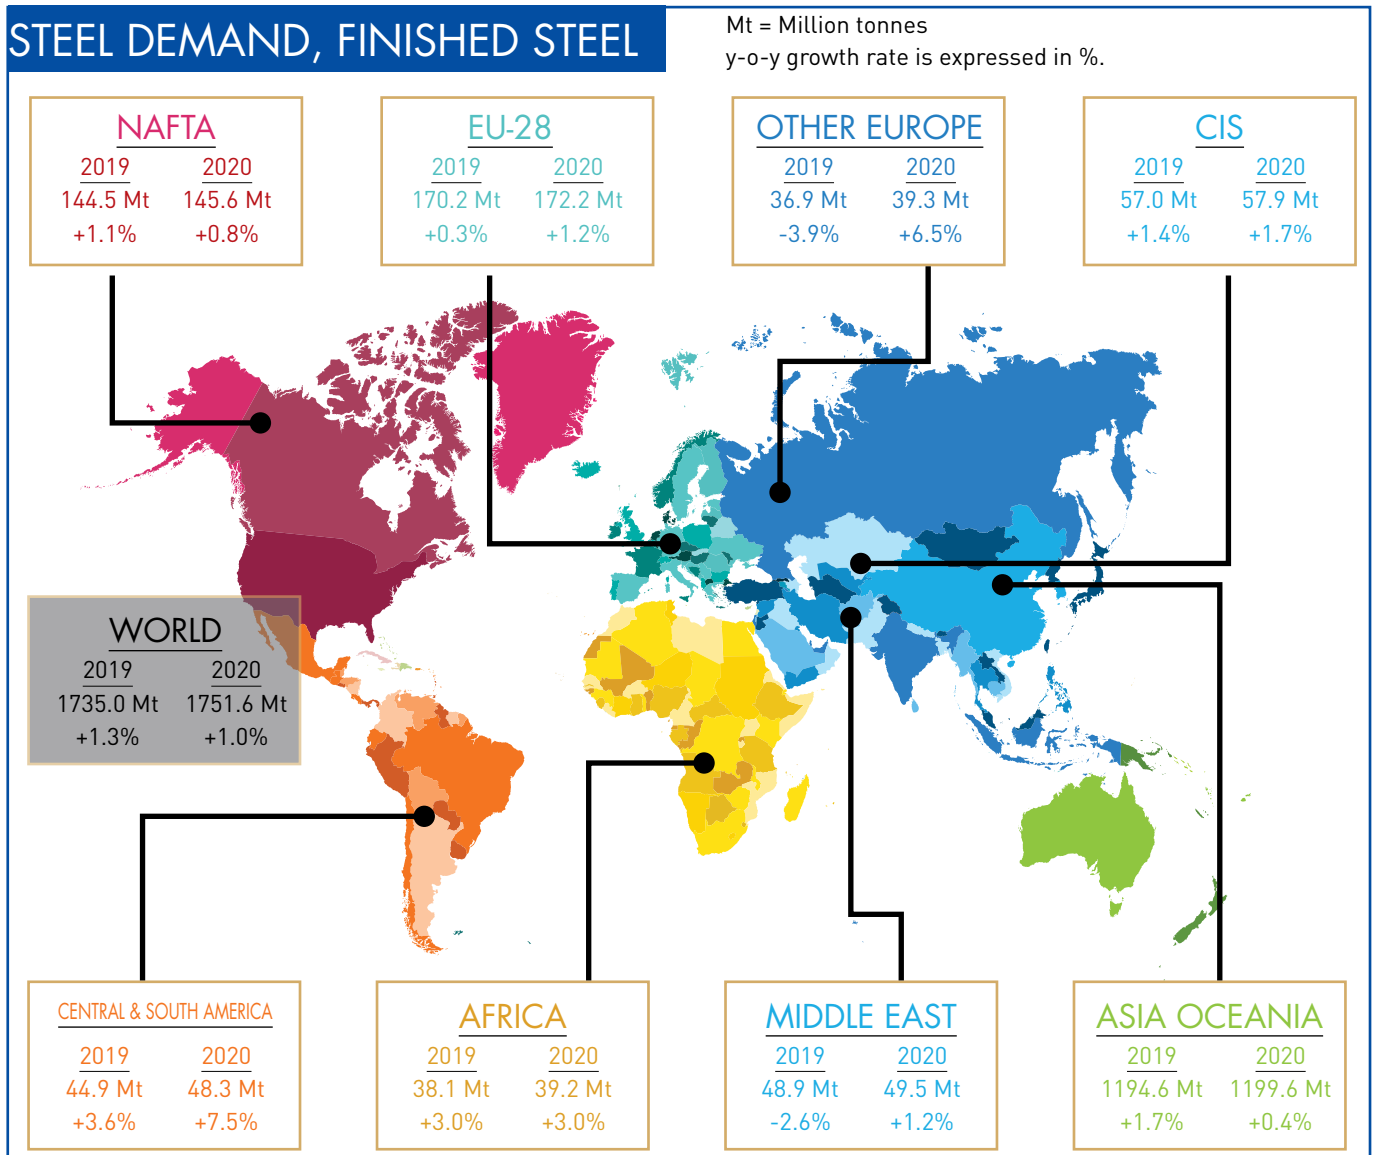 STEEL DEMAND, FINISHED STEEL
Mt = Million tonnes
y-o-y growth rate is expressed in %.
NAFTA
2019 2020
144.5 Mt 145.6 Mt
+1.1% +0.8%
EU-28
2019 2020
170.2 Mt 172.2 Mt
+0.3% +1.2%
OTHER EUROPE
2019 2020
36.9 Mt 39.3 Mt
-3.9% +6.5%
CIS
2019 2020
57.0 Mt 57.9 Mt
+1.4% +1.7%
WORLD
2019 2020
1735.0 Mt 1751.6 Mt
+1.3% +1.0%
CENTRAL & SOUTH AMERICA
2019 2020
44.9 Mt 48.3 Mt
+3.6% +7.5%
AFRICA
2019 2020
38.1 Mt 39.2 Mt
+3.0% +3.0%
MIDDLE EAST
2019 2020
48.9 Mt 49.5 Mt
-2.6% +1.2%
ASIA OCEANIA
2019 2020
1194.6 Mt 1199.6 Mt
+1.7% +0.4%